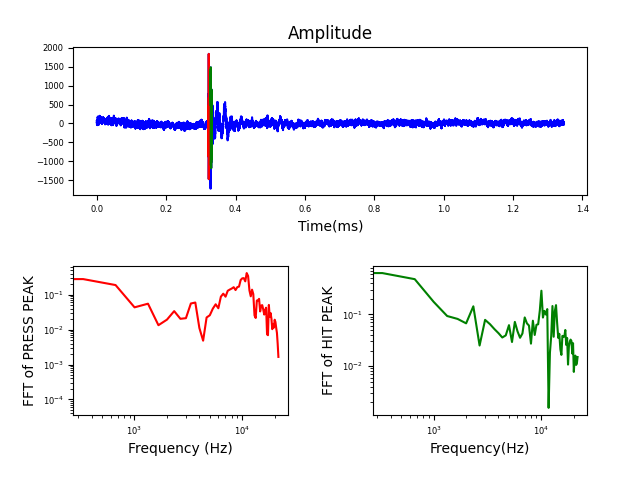 Amplitude
2000
1500
1000
500
0
−500
−1000
−1500
0.0 0.2 0.4 0.6 0.8 1.0 1.2 1.4
Time(ms)
FFT of PRESS PEAK
10⁻¹
10⁻²
10⁻³
10⁻⁴
10³ 10⁴
Frequency (Hz)
FFT of HIT PEAK
10⁻¹
10⁻²
10³ 10⁴
Frequency(Hz)